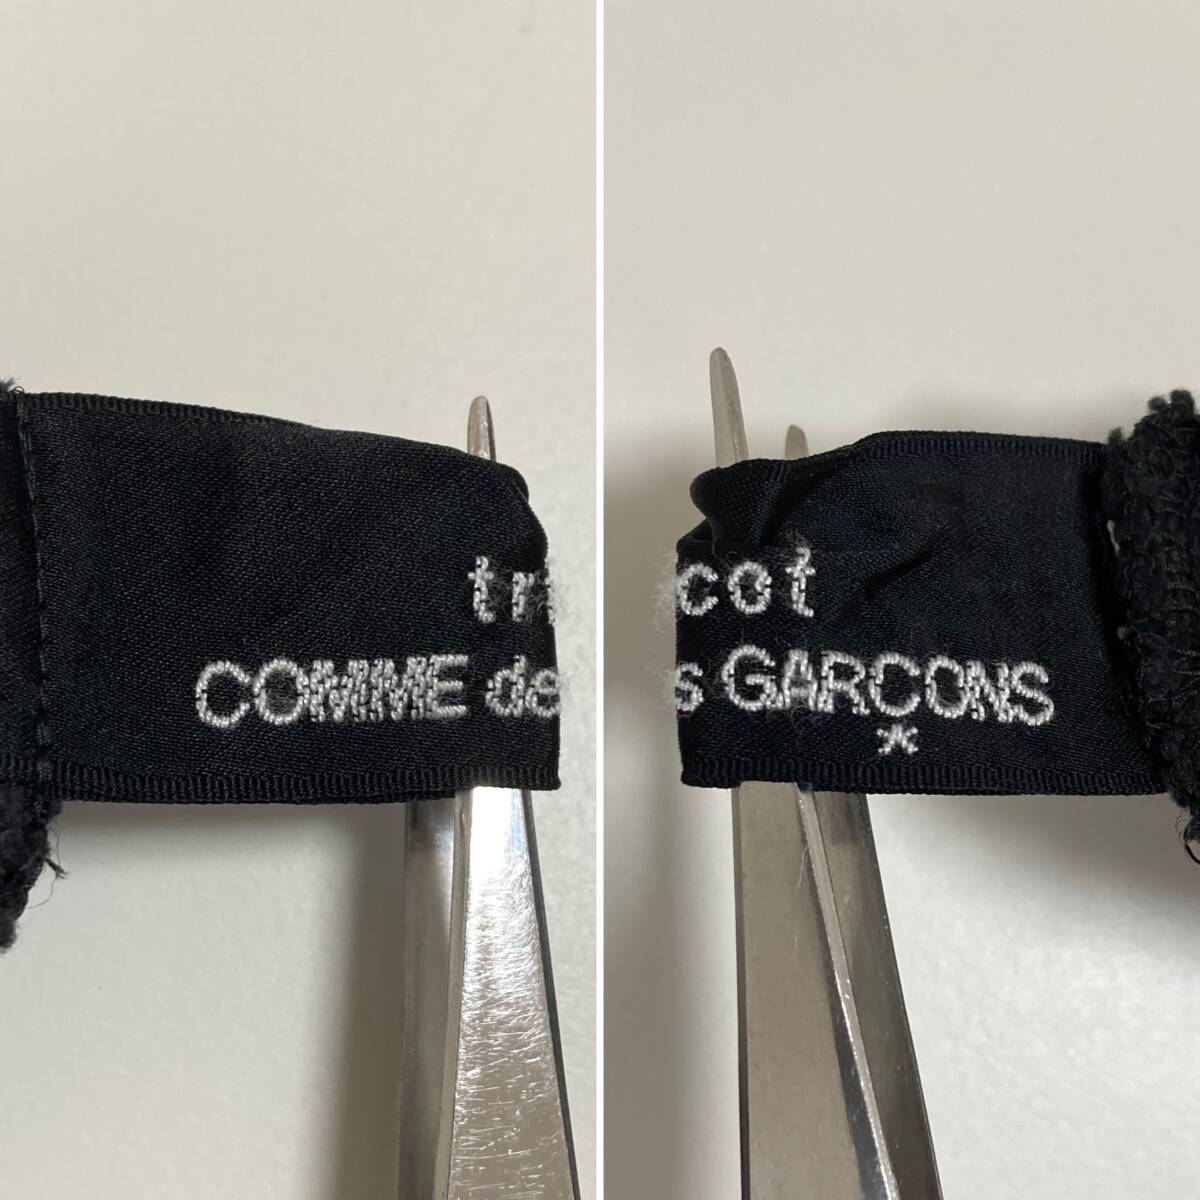 tri
COMME de
cot
s GARCONS
*